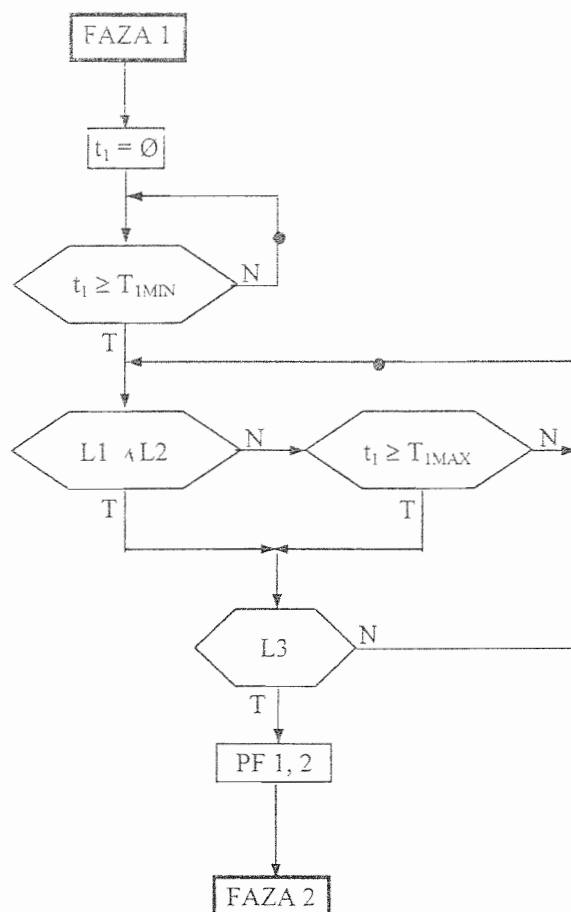 FAZA 1
t₁ = Ø
t₁ ≥ T₁MIN
N
T
L1 ∧ L2
N
t₁ ≥ T₁MAX
N
T
T
L3
N
T
PF 1, 2
FAZA 2